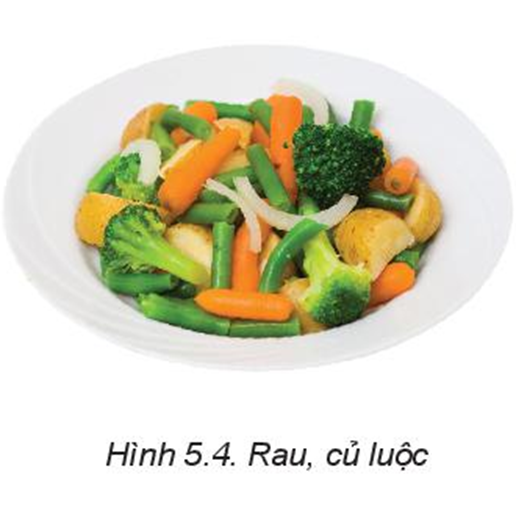 Hình 5.4. Rau, củ luộc